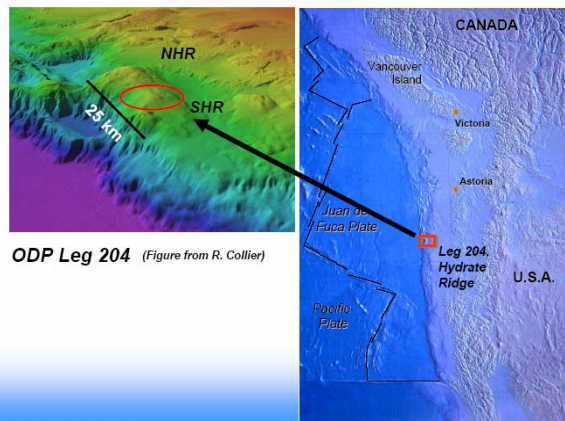 NHR
SHR
25 km
ODP Leg 204 (Figure from R. Collier)
CANADA
Vancouver
Island
Victoria
Astoria
Juan de
Fuca Plate
Leg 204,
Hydrate
Ridge
U.S.A.
Pacific
Plate